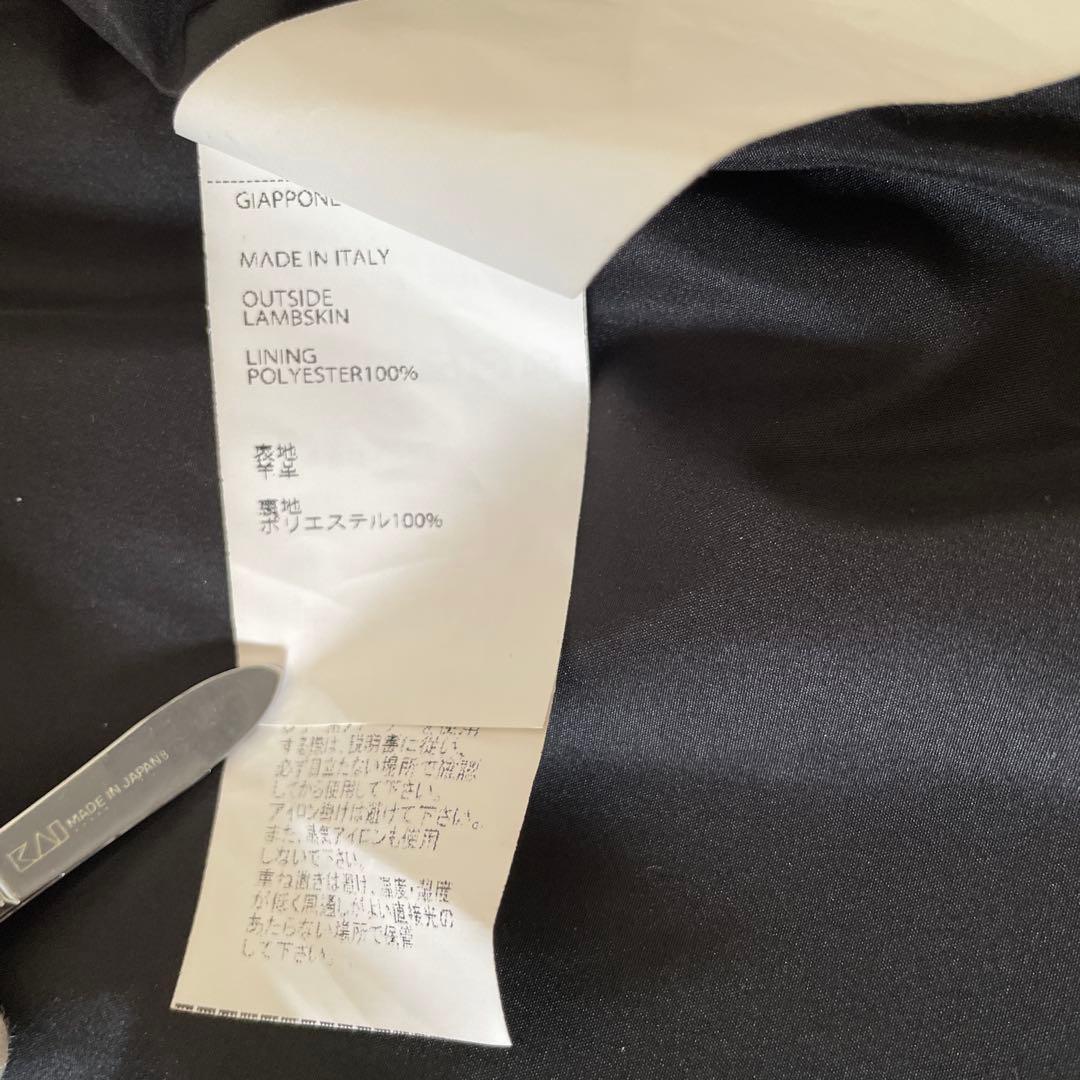 GIAPPONE
MADE IN ITALY
OUTSIDE
LAMBSKIN
LINING
POLYESTER100%
表地
裏地
ポリエステル100%
を使用
する際は、説明書に従い、
必ず目立たない場所で確認
してから使用して下さい。
アイロン掛けは避けて下さい。
また、蒸気アイロンも使用
しないで下さい。
重ね置きは避け、温度・湿度
が低く風通しがよい直接光の
あたらない場所で保管
して下さい。
KAI MADE IN JAPAN 8